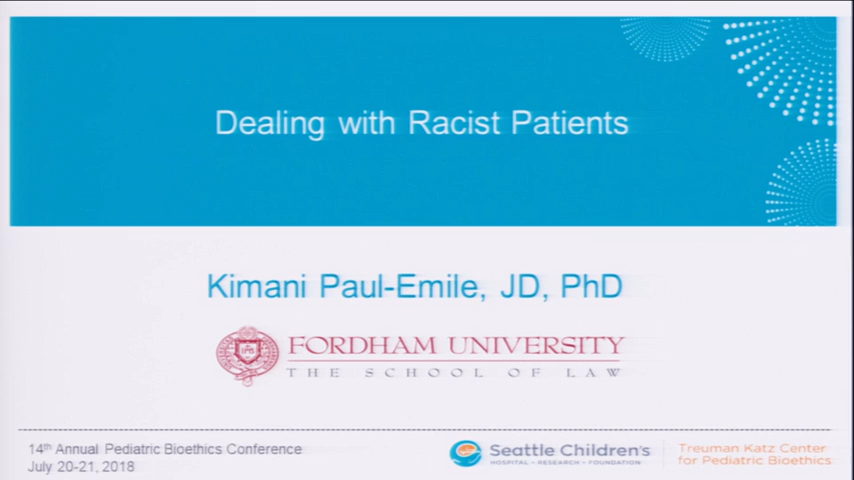 Dealing with Racist Patients
Kimani Paul-Emile, JD, PhD
FORDHAM UNIVERSITY
THE SCHOOL OF LAW
14th Annual Pediatric Bioethics Conference
July 20-21, 2018
Seattle Children's
HOSPITAL • RESEARCH • FOUNDATION
Treuman Katz Center
for Pediatric Bioethics